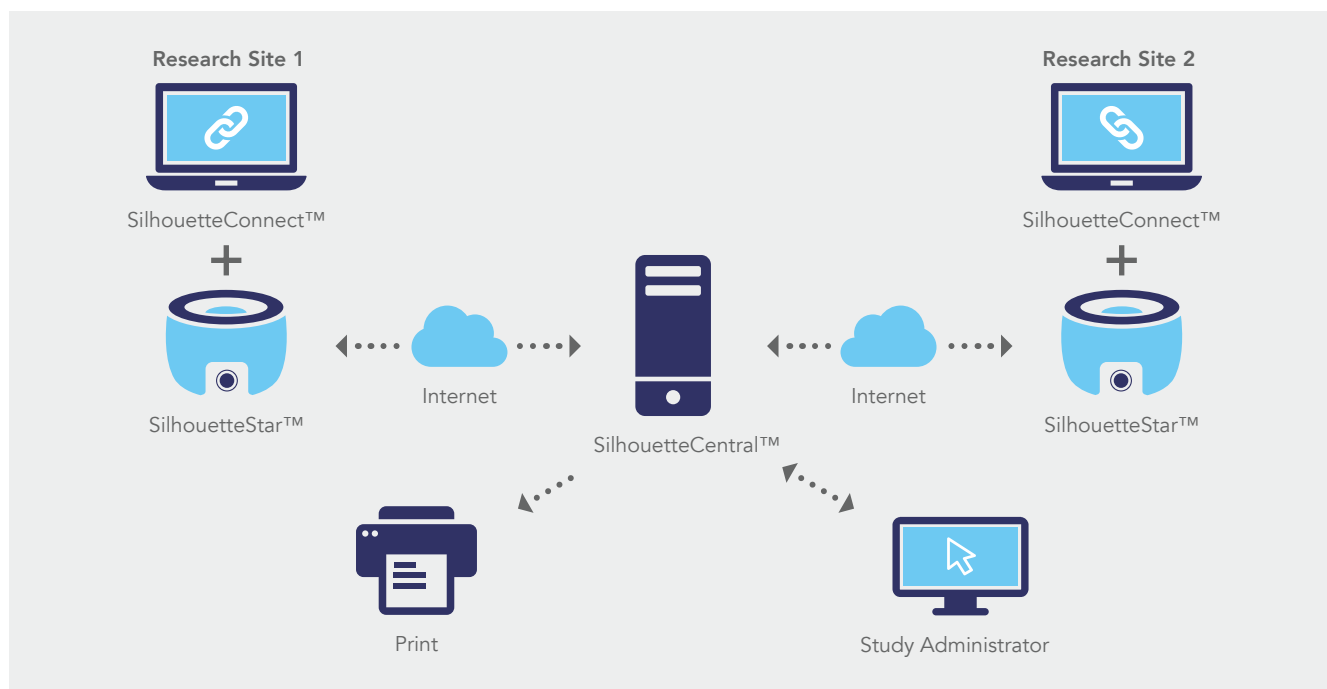 Research Site 1
Research Site 2
SilhouetteConnect™
SilhouetteConnect™
SilhouetteStar™
Internet
SilhouetteCentral™
Internet
SilhouetteStar™
Print
Study Administrator